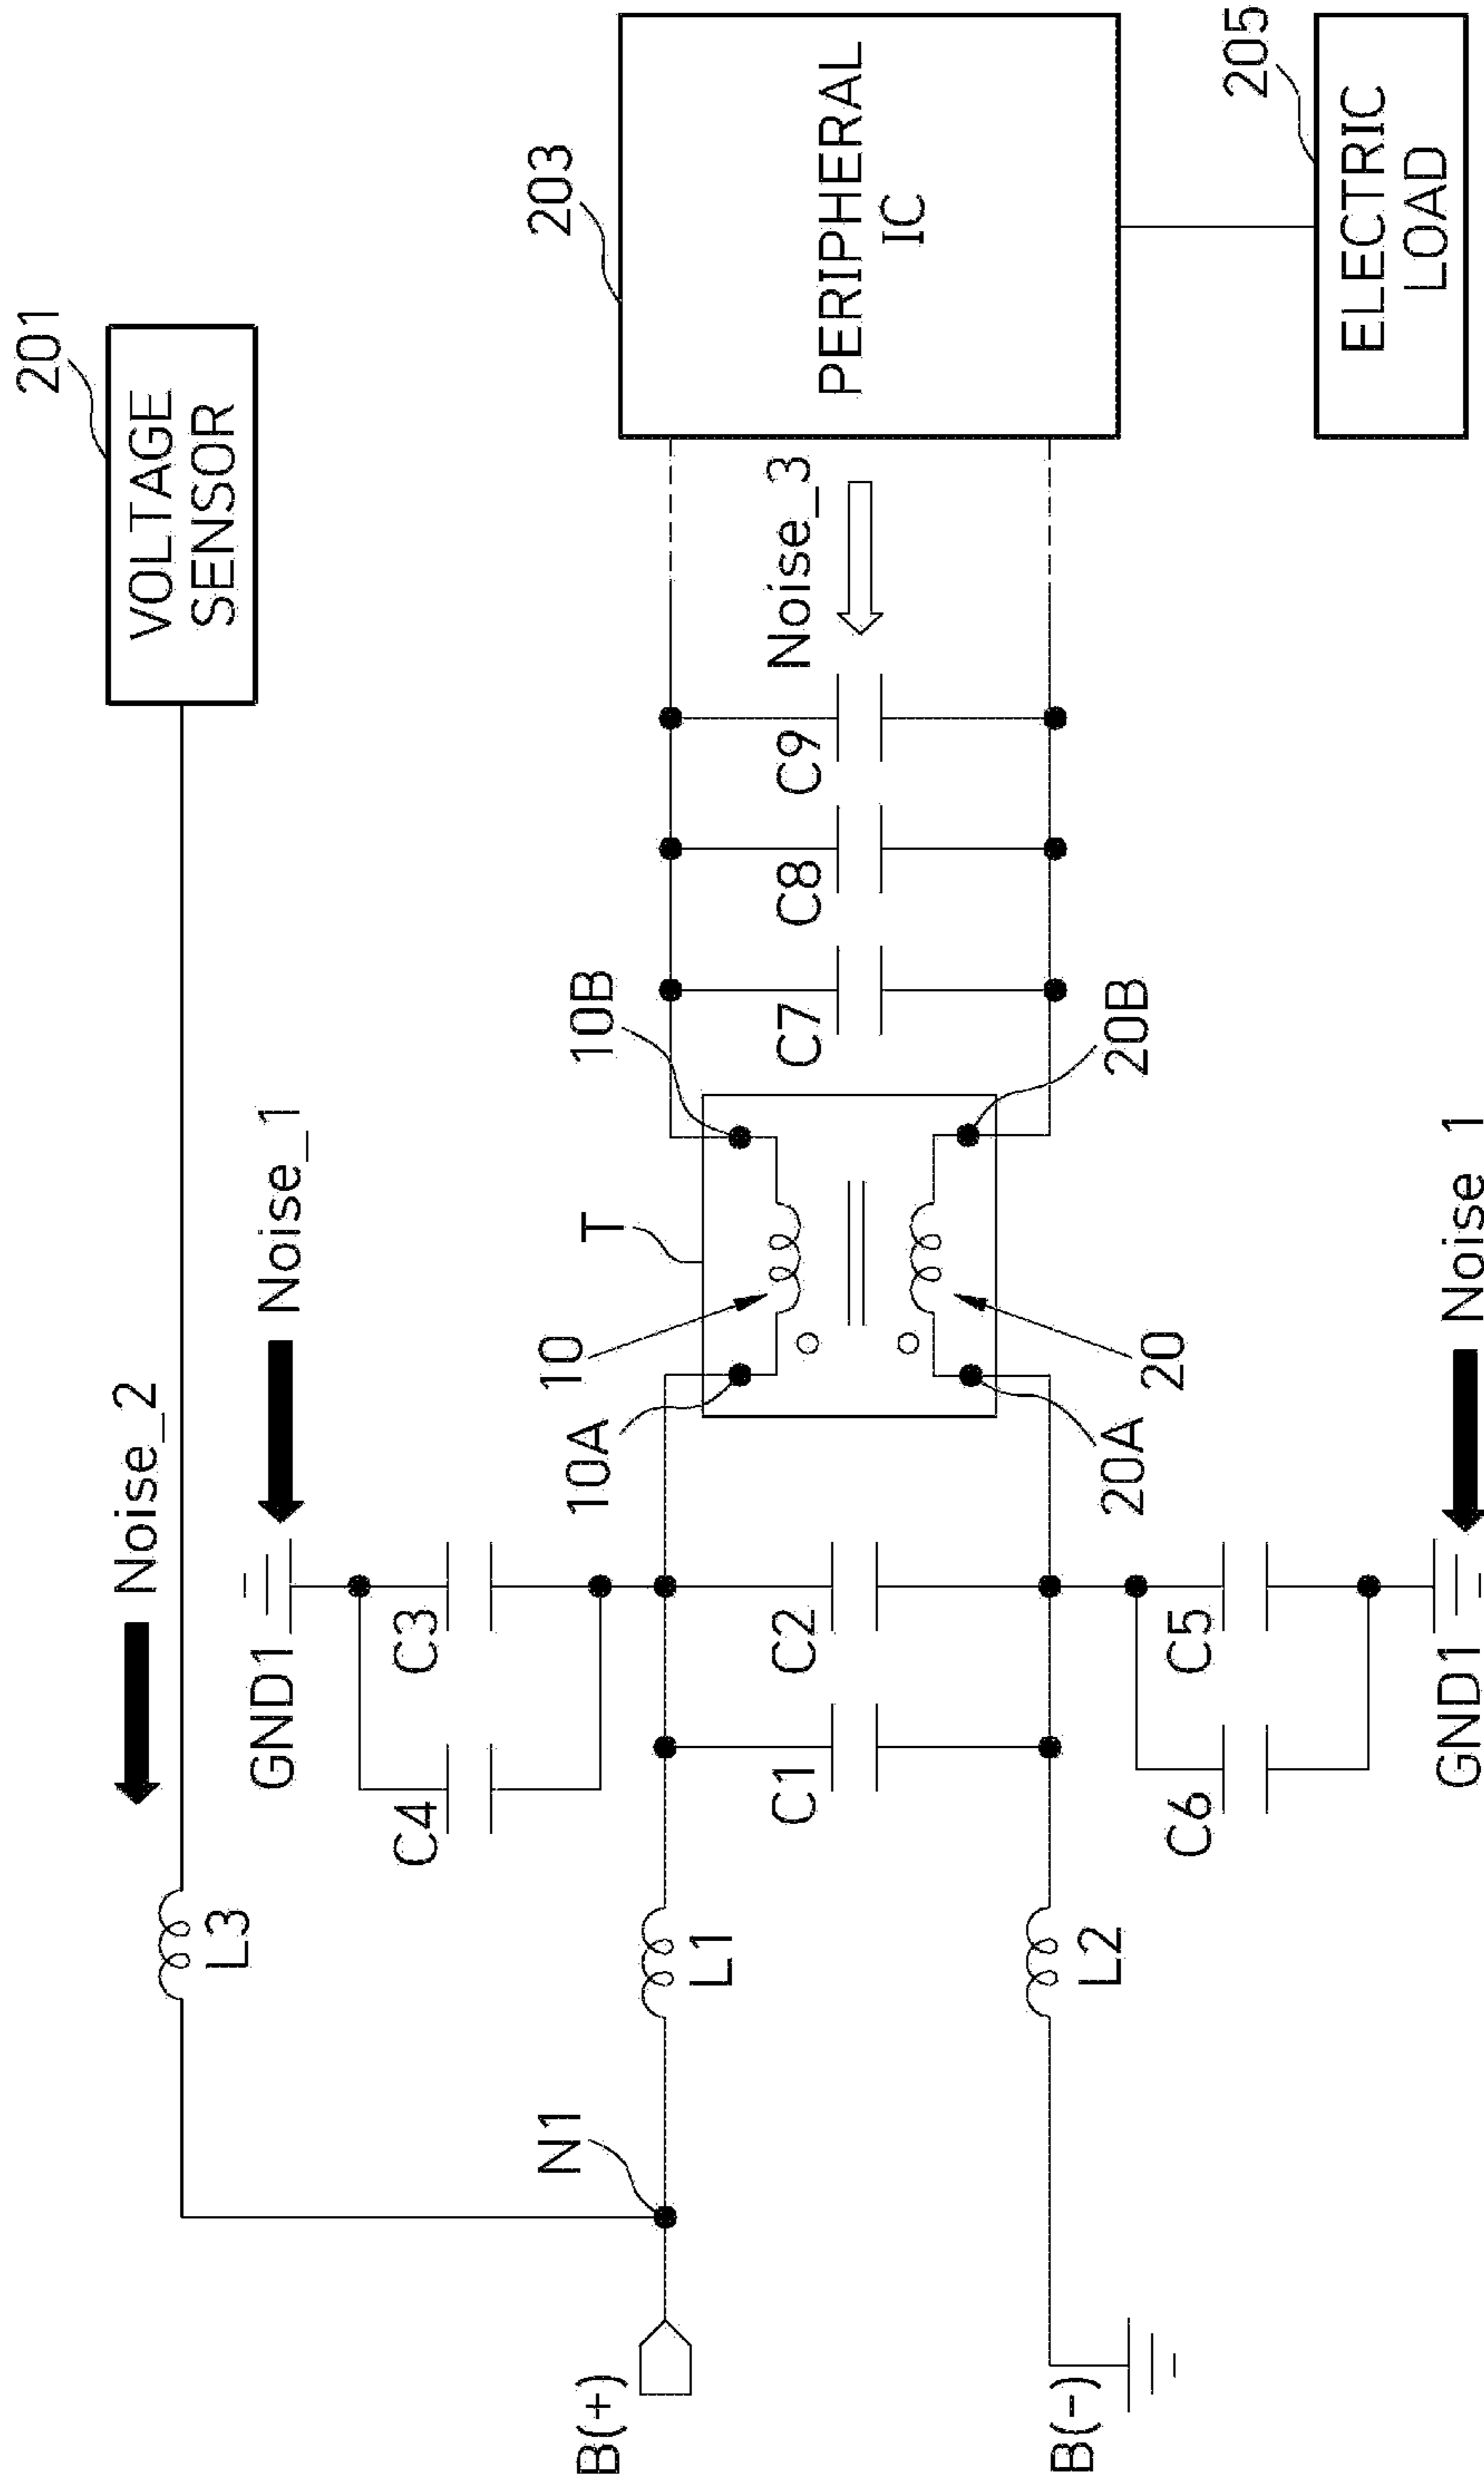 201
VOLTAGE
SENSOR
Noise_2
L3
Noise_1
GND1
C3
C4
203
PERIPHERAL
IC
205
ELECTRIC
LOAD
Noise_3
N1
B(+)
L1
10A
10
T
10B
C1
C2
C7
C8
C9
B(-)
L2
20A
20
20B
C5
C6
GND1
Noise_1